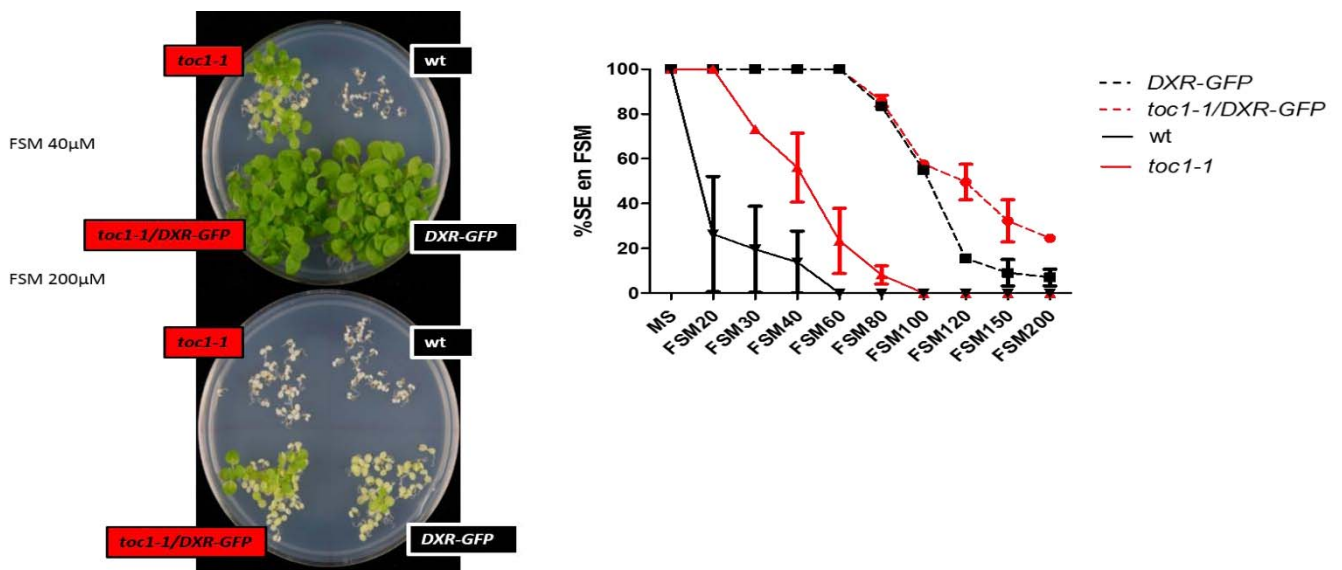 toc1-1
wt
FSM 40µM
toc1-1/DXR-GFP
DXR-GFP
FSM 200µM
toc1-1
wt
toc1-1/DXR-GFP
DXR-GFP
%SE en FSM
100
80
60
40
20
0
MS
FSM20
FSM30
FSM40
FSM60
FSM80
FSM100
FSM120
FSM150
FSM200
DXR-GFP
toc1-1/DXR-GFP
wt
toc1-1